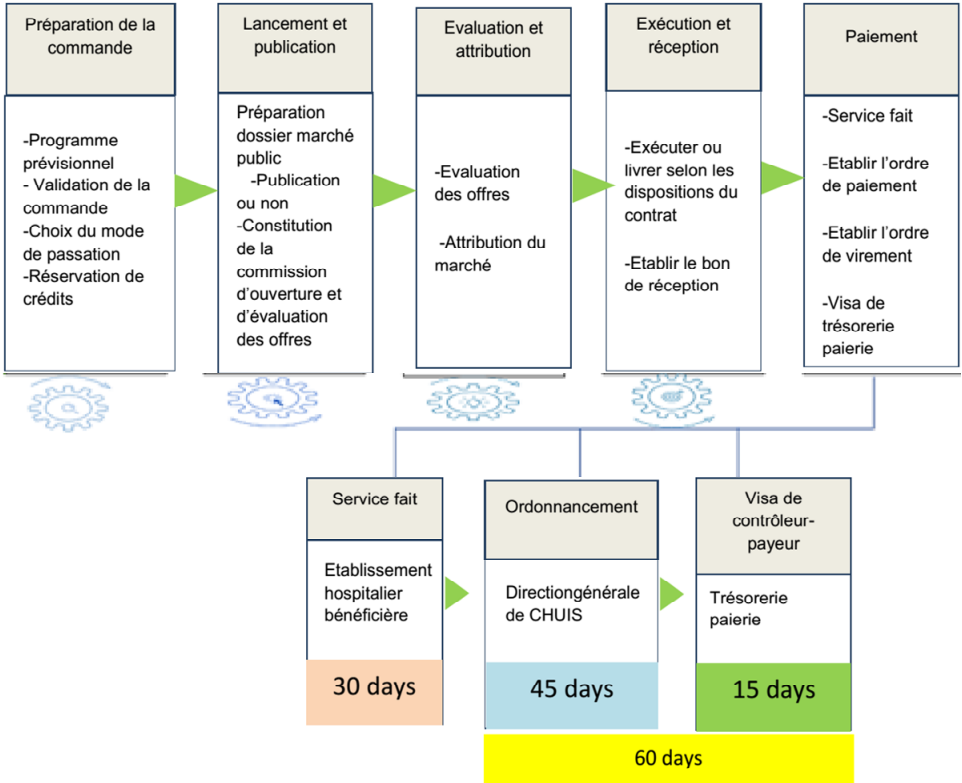 Préparation de la
commande
Lancement et
publication
Evaluation et
attribution
Exécution et
réception
Paiement
-Programme
prévisionnel
- Validation de la
commande
-Choix du mode
de passation
-Réservation de
crédits
Préparation
dossier marché
public
-Publication
ou non
-Constitution
de la
commission
d'ouverture et
d'évaluation
des offres
-Evaluation
des offres
-Attribution du
marché
-Exécuter ou
livrer selon les
dispositions du
contrat
-Etablir le bon
de réception
-Service fait
-Etablir l'ordre
de paiement
-Etablir l'ordre
de virement
-Visa de
trésorerie
paierie
Service fait
Etablissement
hospitalier
bénéficière
30 days
Ordonnancement
Directiongénérale
de CHUIS
45 days
Visa de
contrôleur-
payeur
Trésorerie
paierie
15 days
60 days